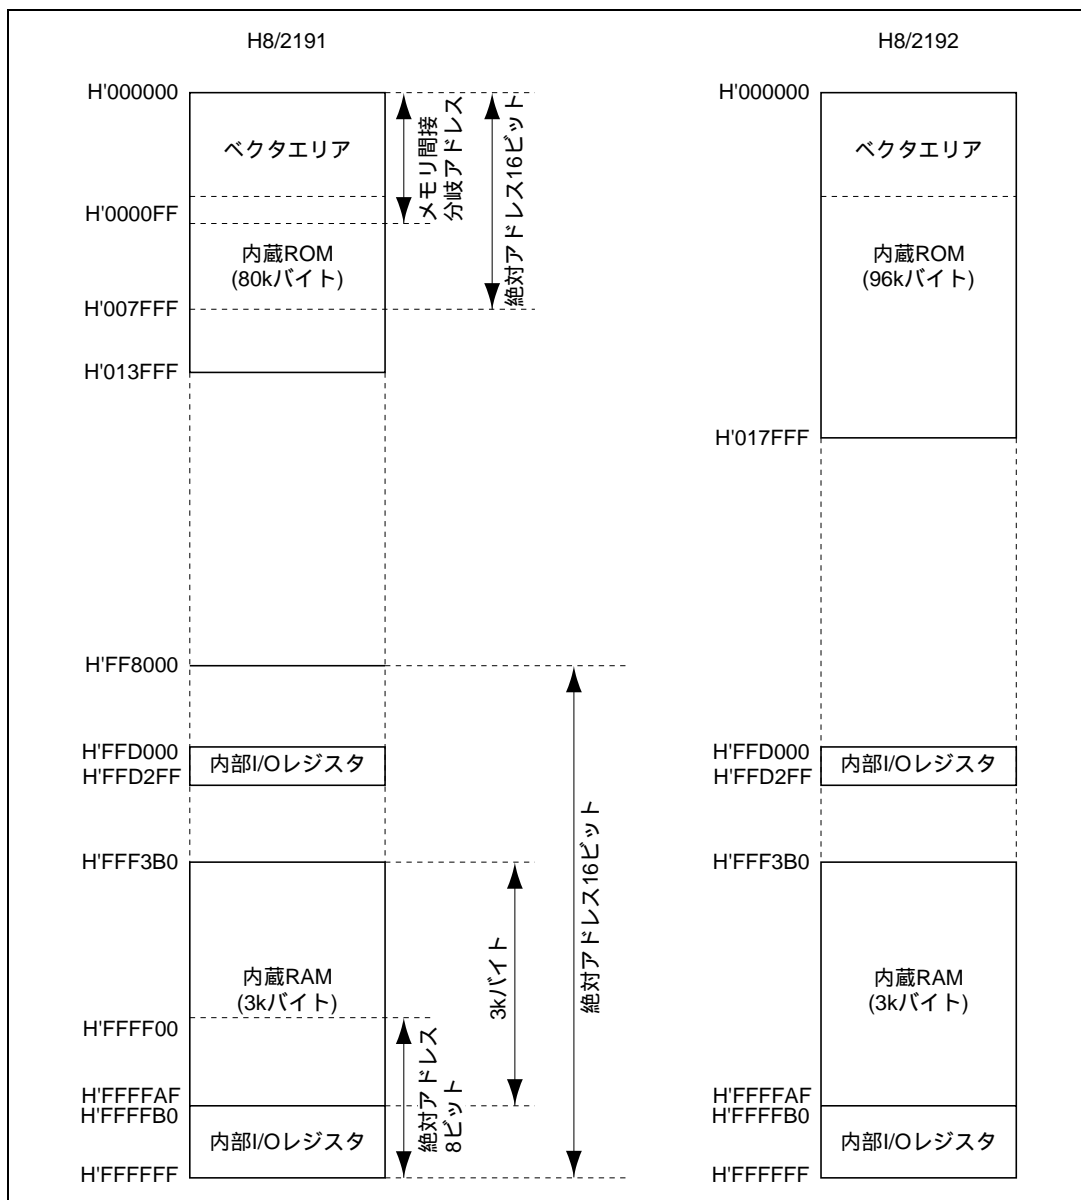 H8/2191
H'000000
ベクタエリア
H'0000FF
内蔵ROM
(80kバイト)
H'007FFF
H'013FFF
メモリ間接
分岐アドレス
絶対アドレス16ビット
H'FF8000
H'FFD000
内部I/Oレジスタ
H'FFD2FF
H'FFF3B0
内蔵RAM
(3kバイト)
H'FFFF00
H'FFFFAF
H'FFFFB0
内部I/Oレジスタ
H'FFFFFF
絶対アドレス
8ビット
3kバイト
絶対アドレス16ビット
H8/2192
H'000000
ベクタエリア
内蔵ROM
(96kバイト)
H'017FFF
H'FFD000
内部I/Oレジスタ
H'FFD2FF
H'FFF3B0
内蔵RAM
(3kバイト)
H'FFFFAF
H'FFFFB0
内部I/Oレジスタ
H'FFFFFF